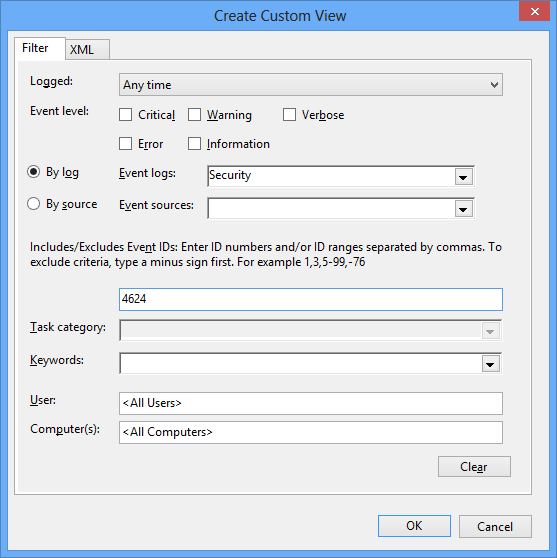 Create Custom View
Filter XML
Logged: Any time
Event level: Critical Warning Verbose
Error Information
By log Event logs: Security
By source Event sources:
Includes/Excludes Event IDs: Enter ID numbers and/or ID ranges separated by commas. To
exclude criteria, type a minus sign first. For example 1,3,5-99,-76
4624
Task category:
Keywords:
User: <All Users>
Computer(s): <All Computers>
Clear
OK Cancel